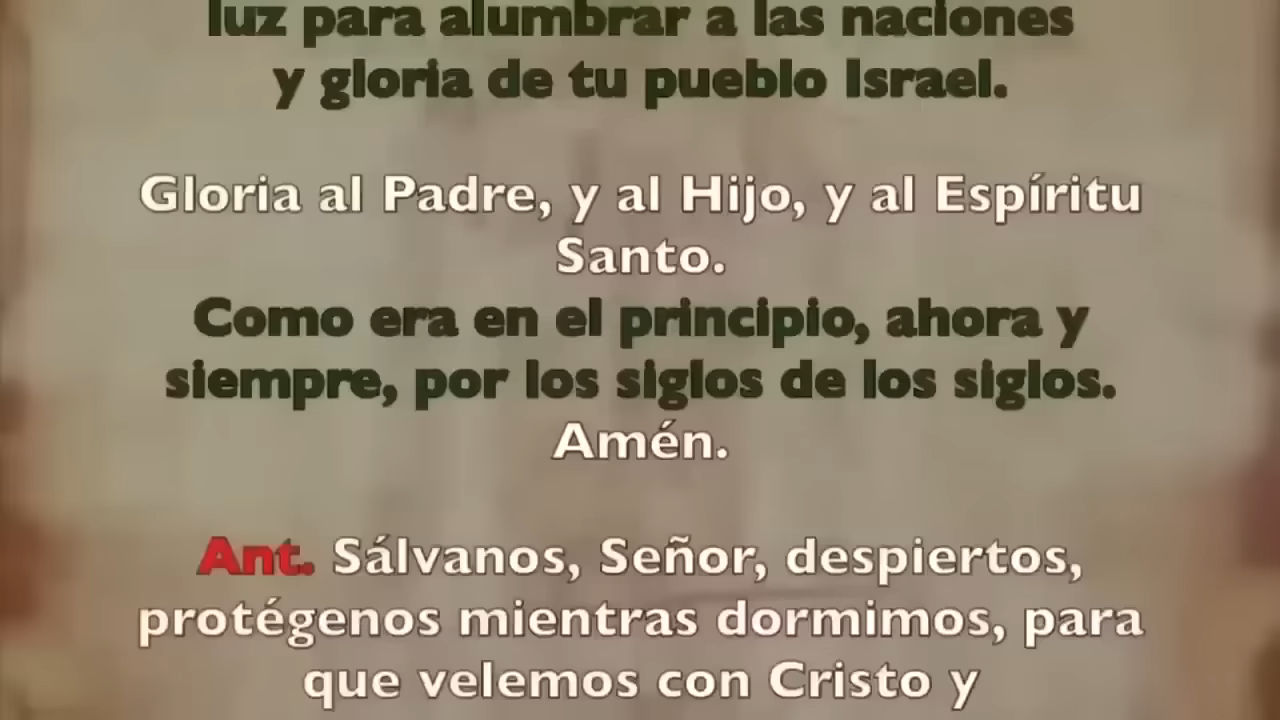 luz para alumbrar a las naciones
y gloria de tu pueblo Israel.
Gloria al Padre, y al Hijo, y al Espíritu
Santo.
Como era en el principio, ahora y
siempre, por los siglos de los siglos.
Amén.
Ant. Sálvanos, Señor, despiertos,
protégenos mientras dormimos, para
que velemos con Cristo y